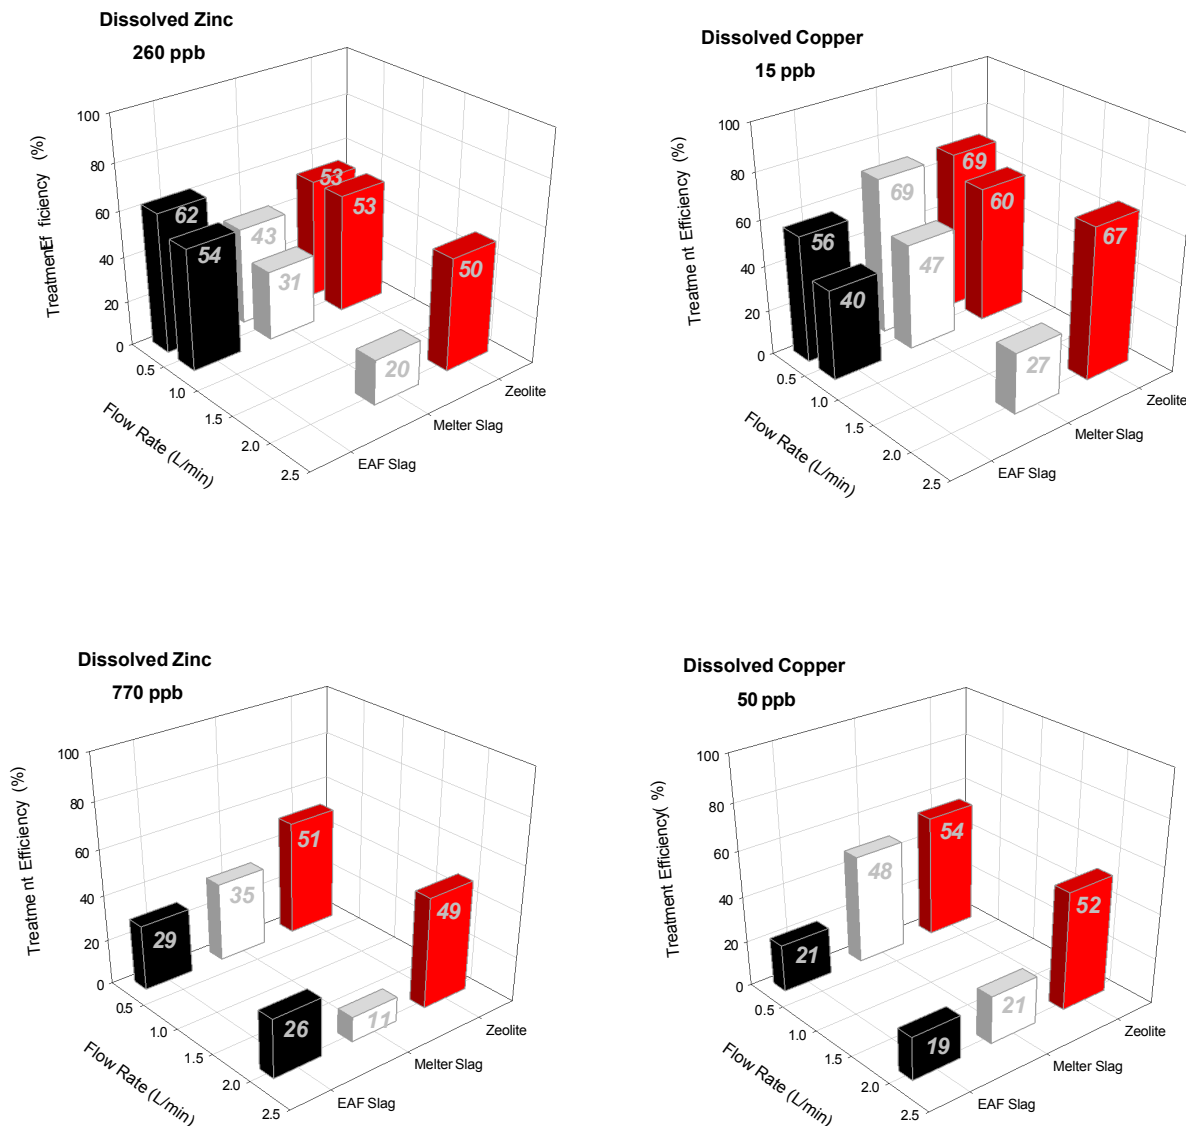 Dissolved Zinc
260 ppb
100
80
60
40
20
0
TreatmenEf ficiency (%)
62
54
43
31
20
53
53
50
0.5
1.0
1.5
2.0
2.5
Flow Rate (L/min)
EAF Slag
Melter Slag
Zeolite
Dissolved Copper
15 ppb
100
80
60
40
20
0
Treatme nt Efficiency (%)
56
40
69
47
27
69
60
67
0.5
1.0
1.5
2.0
2.5
Flow Rate (L/min)
EAF Slag
Melter Slag
Zeolite
Dissolved Zinc
770 ppb
100
80
60
40
20
0
Treatme nt Efficiency (%)
29
26
35
11
51
49
0.5
1.0
1.5
2.0
2.5
Flow Rate (L/min)
EAF Slag
Melter Slag
Zeolite
Dissolved Copper
50 ppb
100
80
60
40
20
0
Treatment Efficiency( %)
21
19
48
21
54
52
0.5
1.0
1.5
2.0
2.5
Flow Rate (L/min)
EAF Slag
Melter Slag
Zeolite